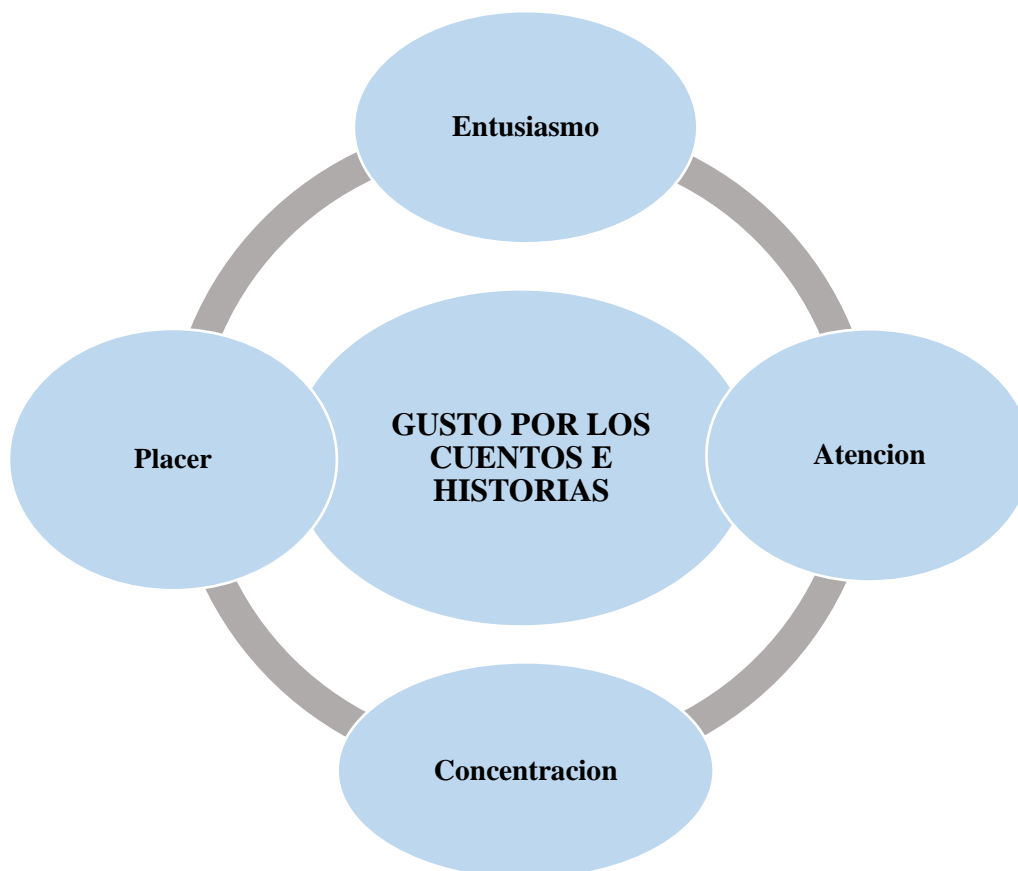 Entusiasmo
GUSTO POR LOS
CUENTOS E
HISTORIAS
Placer
Atencion
Concentracion